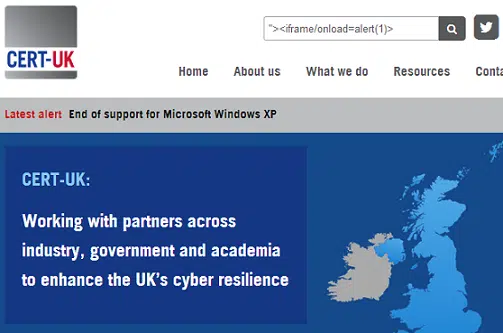 "><iframe/onload=alert(1)>
CERT-UK
Home About us What we do Resources Conta
Latest alert End of support for Microsoft Windows XP
CERT-UK:
Working with partners across
industry, government and academia
to enhance the UK's cyber resilience